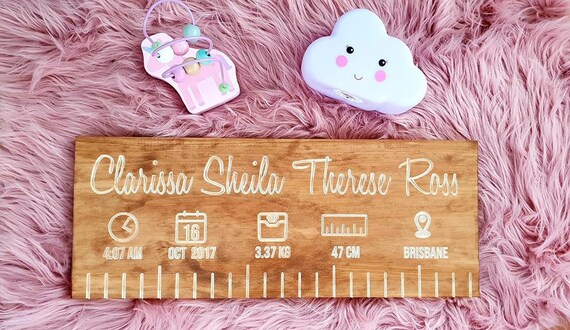 Clarissa Sheila Therese Ross
16
4:07 AM OCT 2017 3.37 KG 47 CM BRISBANE